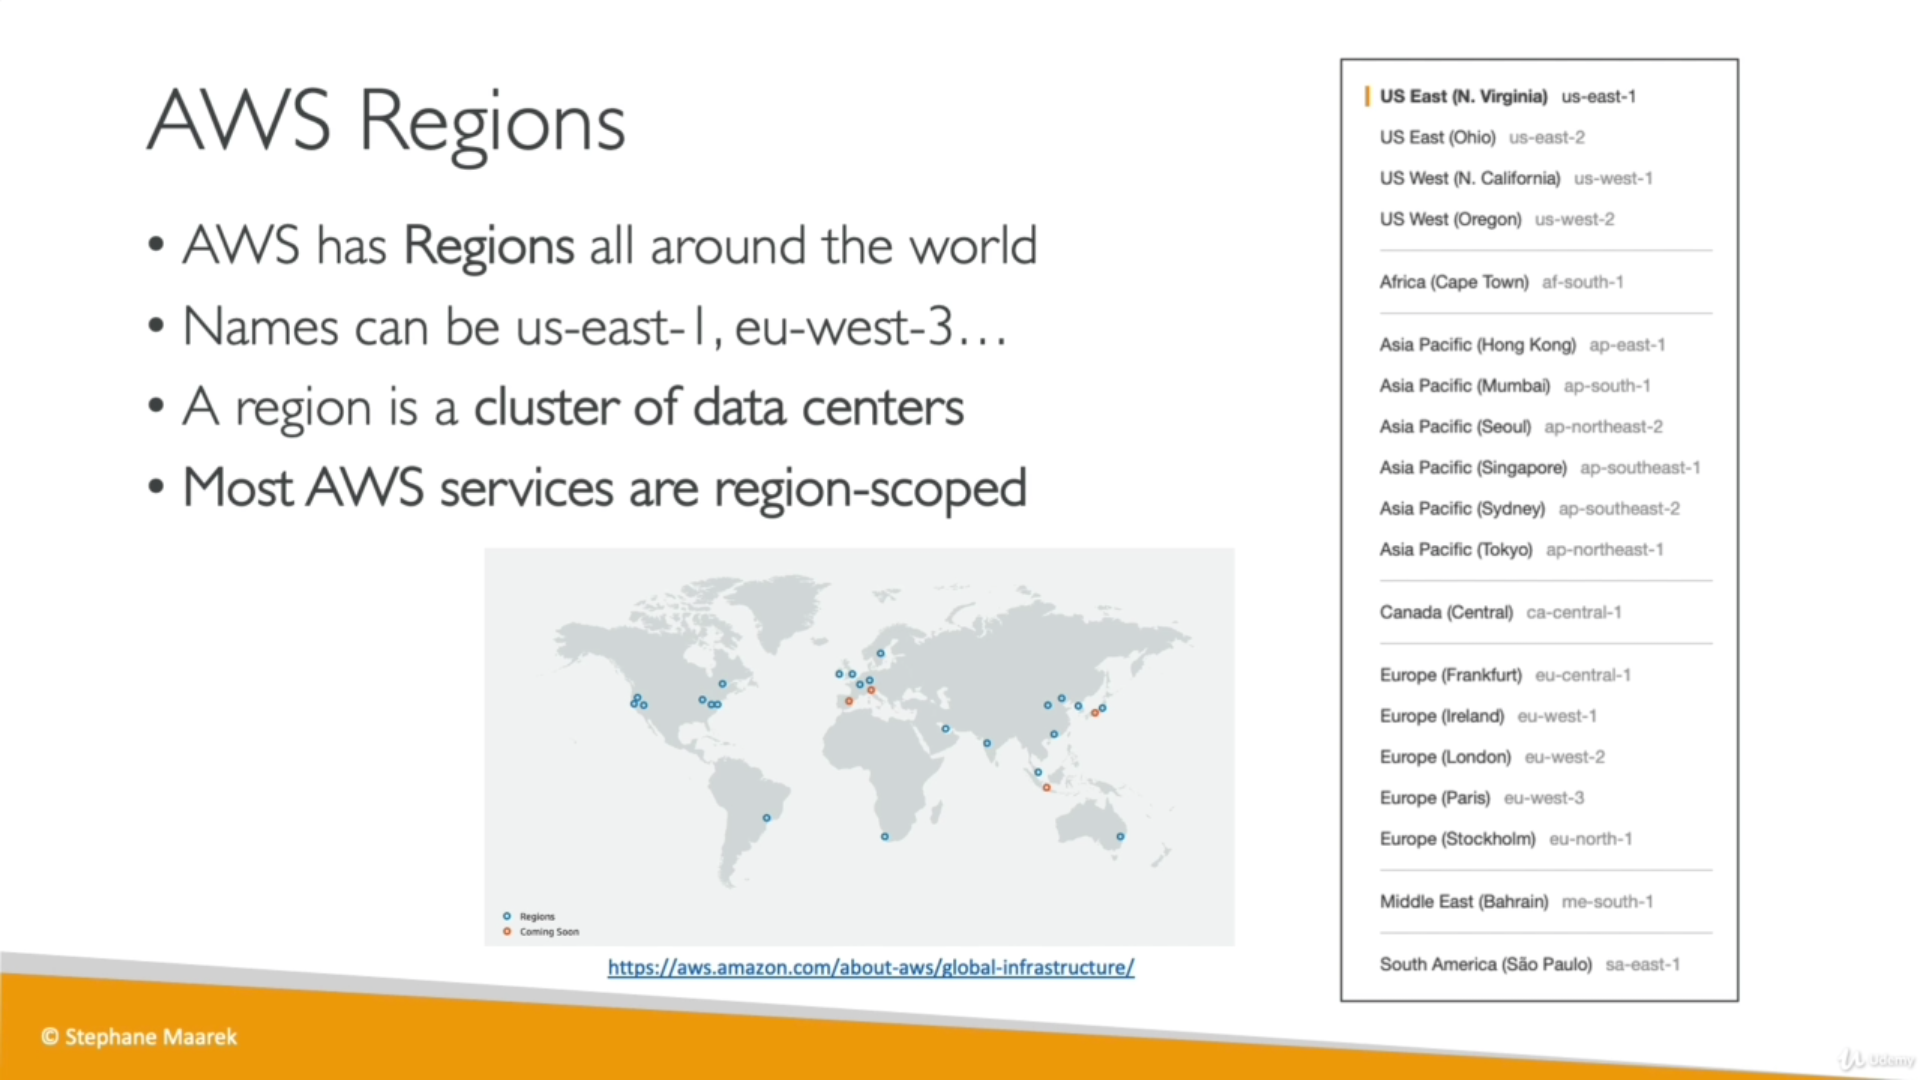 AWS Regions
• AWS has Regions all around the world
• Names can be us-east-1, eu-west-3…
• A region is a cluster of data centers
• Most AWS services are region-scoped
Regions
Coming Soon
https://aws.amazon.com/about-aws/global-infrastructure/
US East (N. Virginia) us-east-1
US East (Ohio) us-east-2
US West (N. California) us-west-1
US West (Oregon) us-west-2
Africa (Cape Town) af-south-1
Asia Pacific (Hong Kong) ap-east-1
Asia Pacific (Mumbai) ap-south-1
Asia Pacific (Seoul) ap-northeast-2
Asia Pacific (Singapore) ap-southeast-1
Asia Pacific (Sydney) ap-southeast-2
Asia Pacific (Tokyo) ap-northeast-1
Canada (Central) ca-central-1
Europe (Frankfurt) eu-central-1
Europe (Ireland) eu-west-1
Europe (London) eu-west-2
Europe (Paris) eu-west-3
Europe (Stockholm) eu-north-1
Middle East (Bahrain) me-south-1
South America (São Paulo) sa-east-1
© Stephane Maarek
Udemy